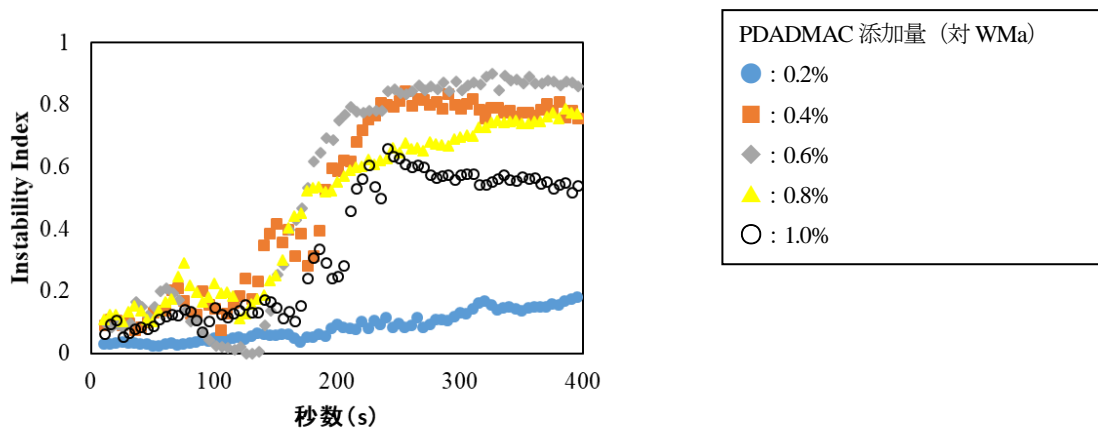 1
0.8
0.6
0.4
0.2
0
Instability Index
0 100 200 300 400
秒数(s)
PDADMAC 添加量（対 WMa）
: 0.2%
: 0.4%
: 0.6%
: 0.8%
: 1.0%